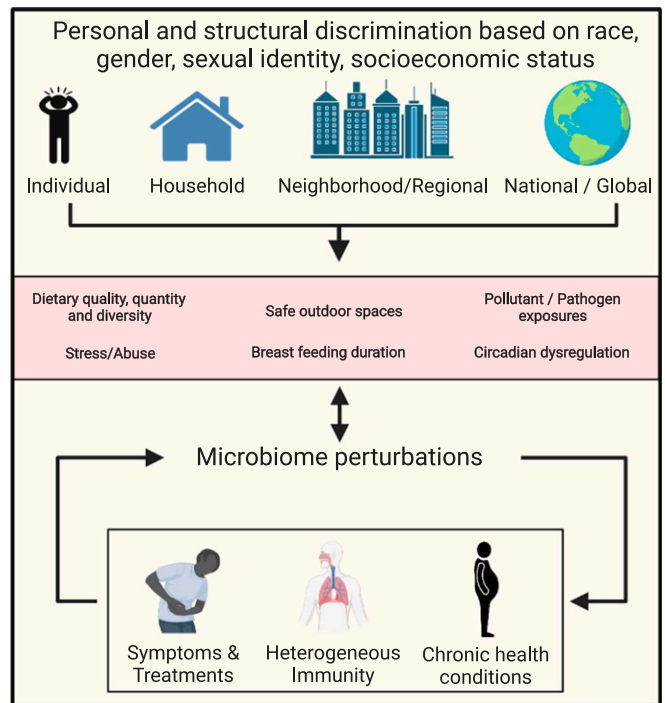 Personal and structural discrimination based on race,
gender, sexual identity, socioeconomic status
Individual
Household
Neighborhood/Regional
National / Global
Dietary quality, quantity
and diversity
Safe outdoor spaces
Pollutant / Pathogen
exposures
Stress/Abuse
Breast feeding duration
Circadian dysregulation
Microbiome perturbations
Symptoms &
Treatments
Heterogeneous
Immunity
Chronic health
conditions